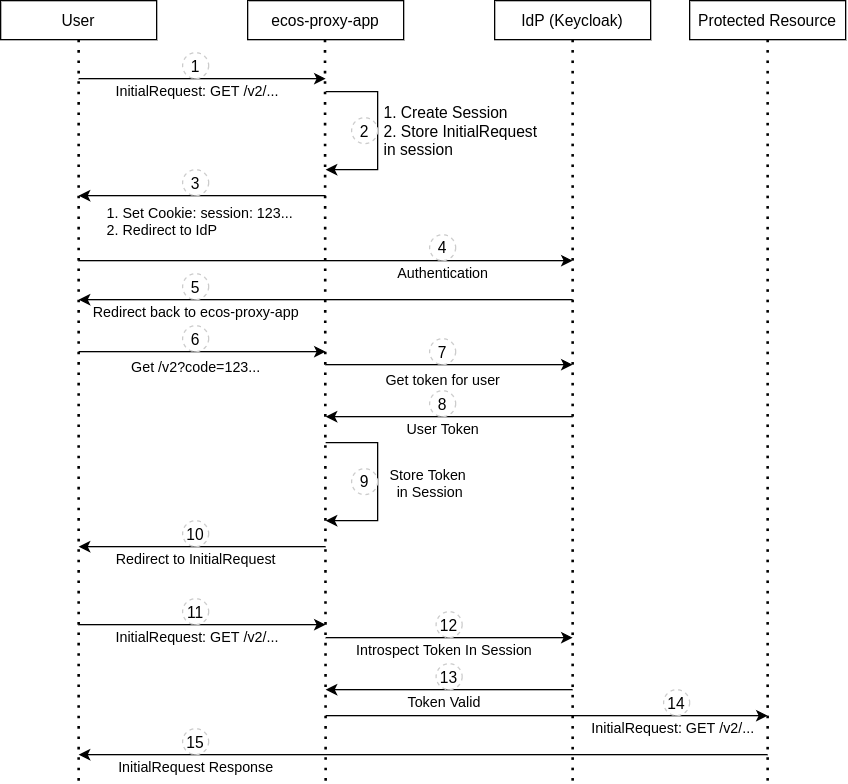 User
ecos-proxy-app
IdP (Keycloak)
Protected Resource
1
InitialRequest: GET /v2/...
2
1. Create Session
2. Store InitialRequest
in session
3
1. Set Cookie: session: 123...
2. Redirect to IdP
4
Authentication
5
Redirect back to ecos-proxy-app
6
Get /v2?code=123...
7
Get token for user
8
User Token
9
Store Token
in Session
10
Redirect to InitialRequest
11
InitialRequest: GET /v2/...
12
Introspect Token In Session
13
Token Valid
14
InitialRequest: GET /v2/...
15
InitialRequest Response